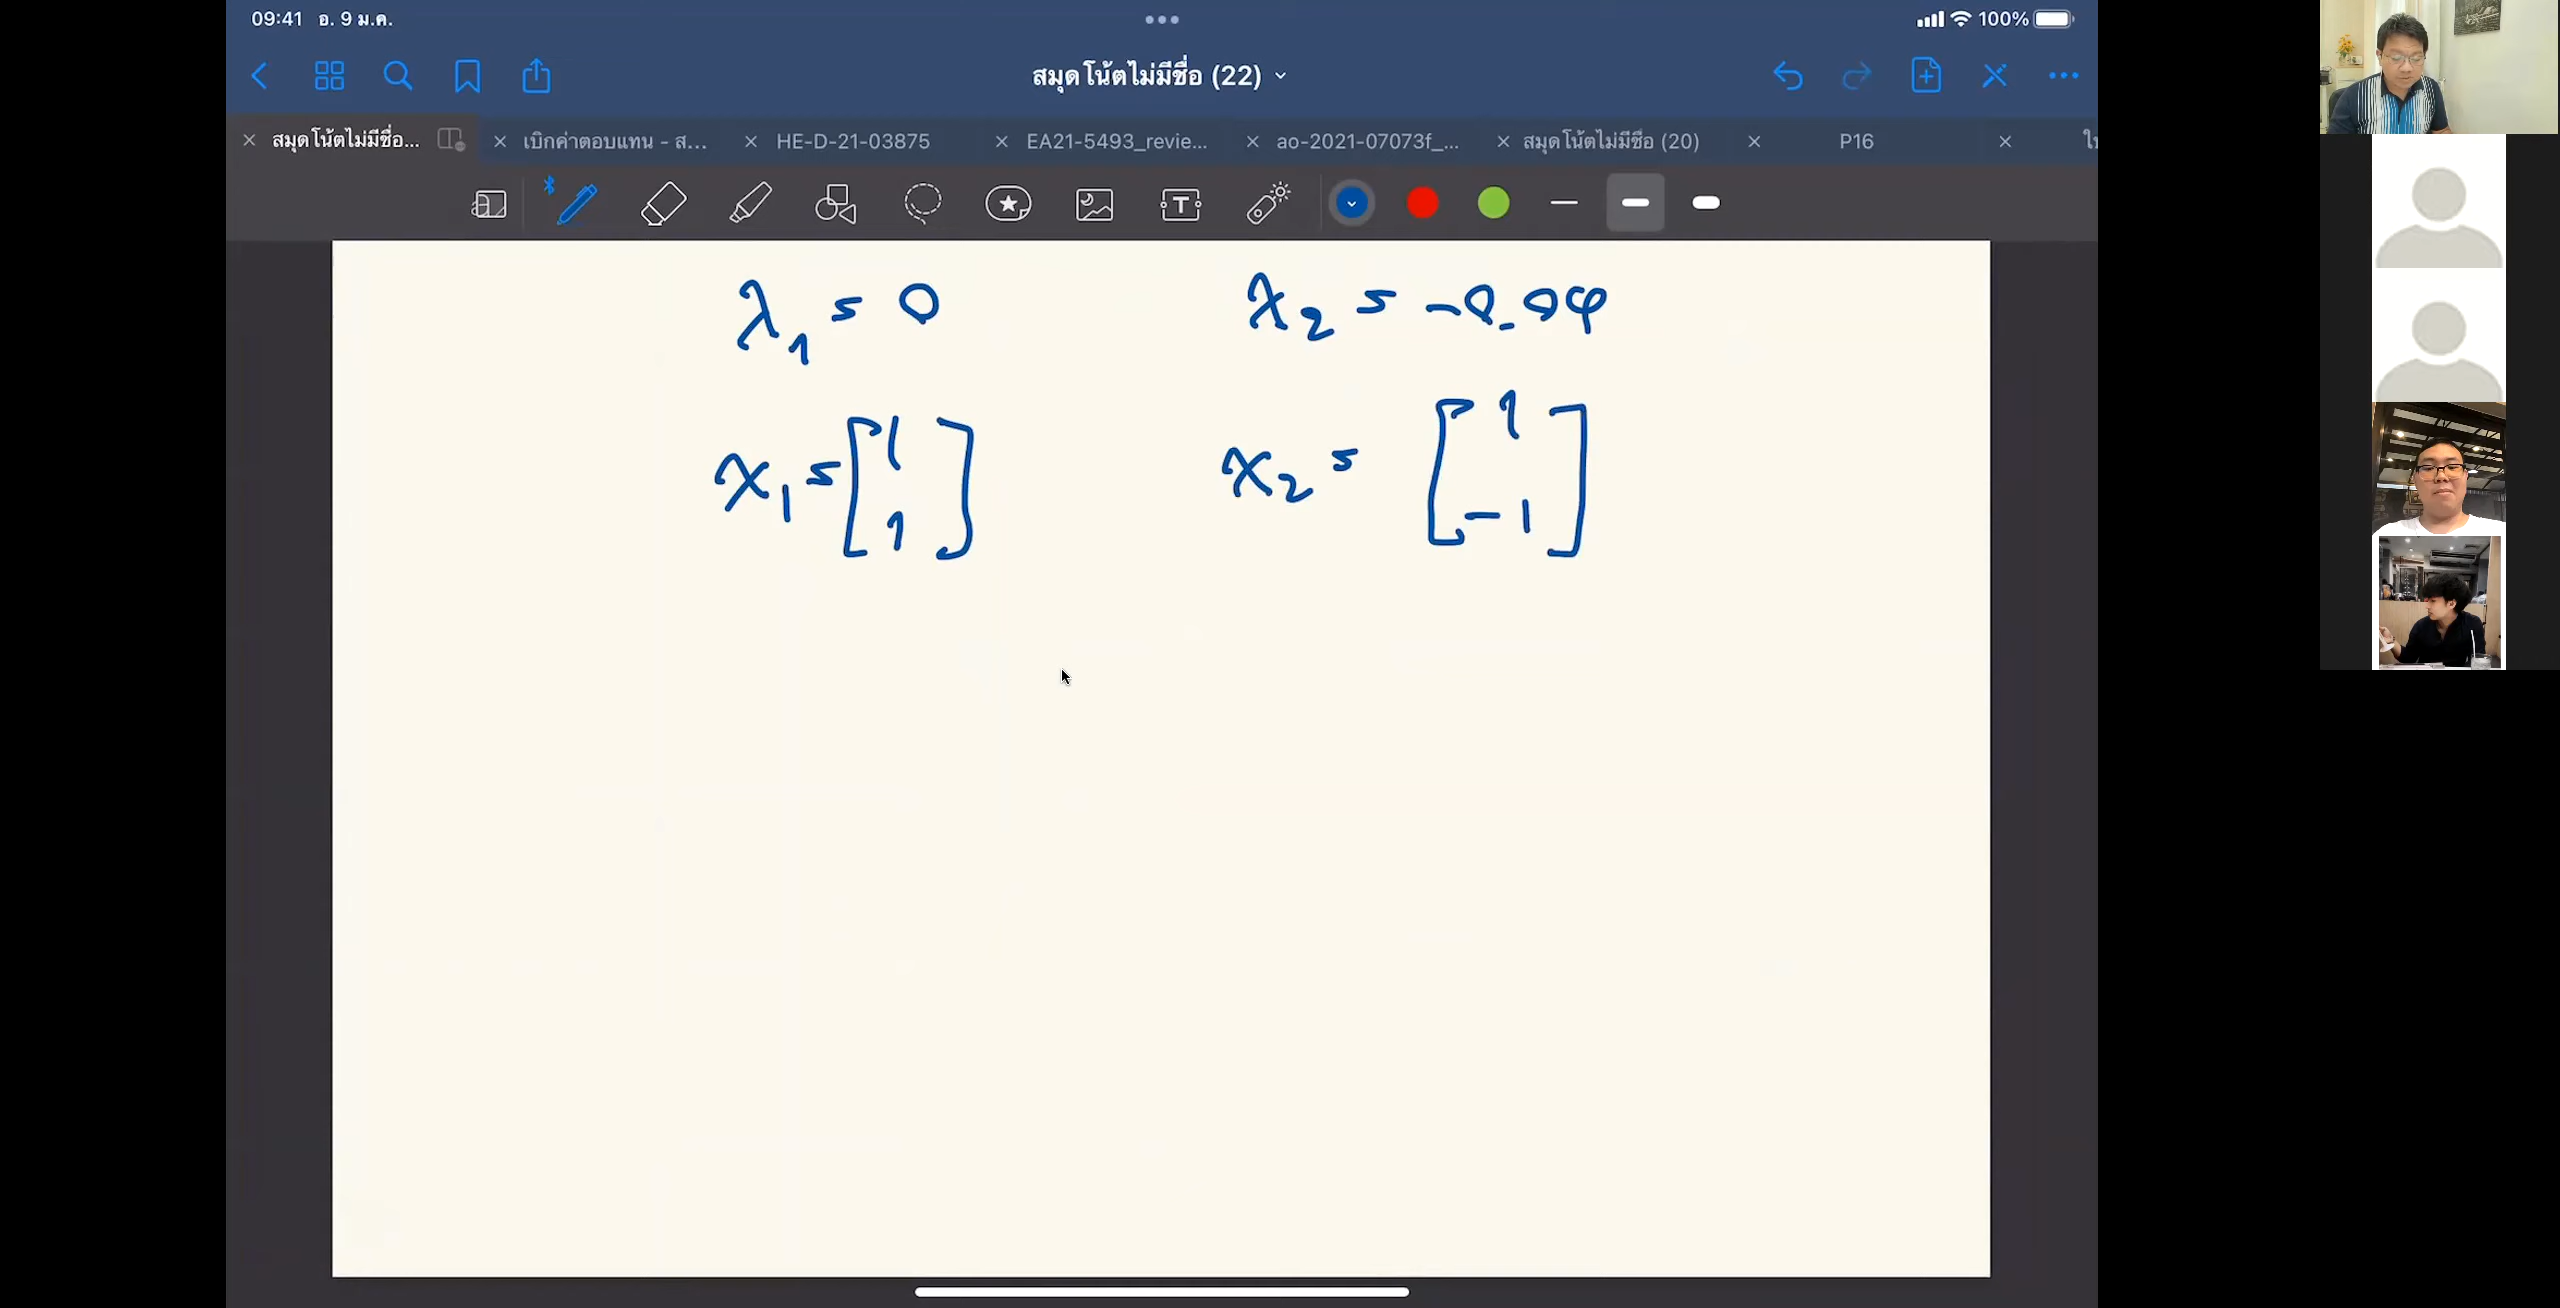 09:41 อ. 9 ม.ค.
100%
สมุดโน้ตไม่มีชื่อ (22)
สมุดโน้ตไม่มีชื่อ...
เบิกค่าตอบแทน - ส...
HE-D-21-03875
EA21-5493_revie...
ao-2021-07073f_...
สมุดโน้ตไม่มีชื่อ (20)
P16
λ₁ = 0
λ₂ = -0.04
x₁ = [1
1]
x₂ = [1
-1]